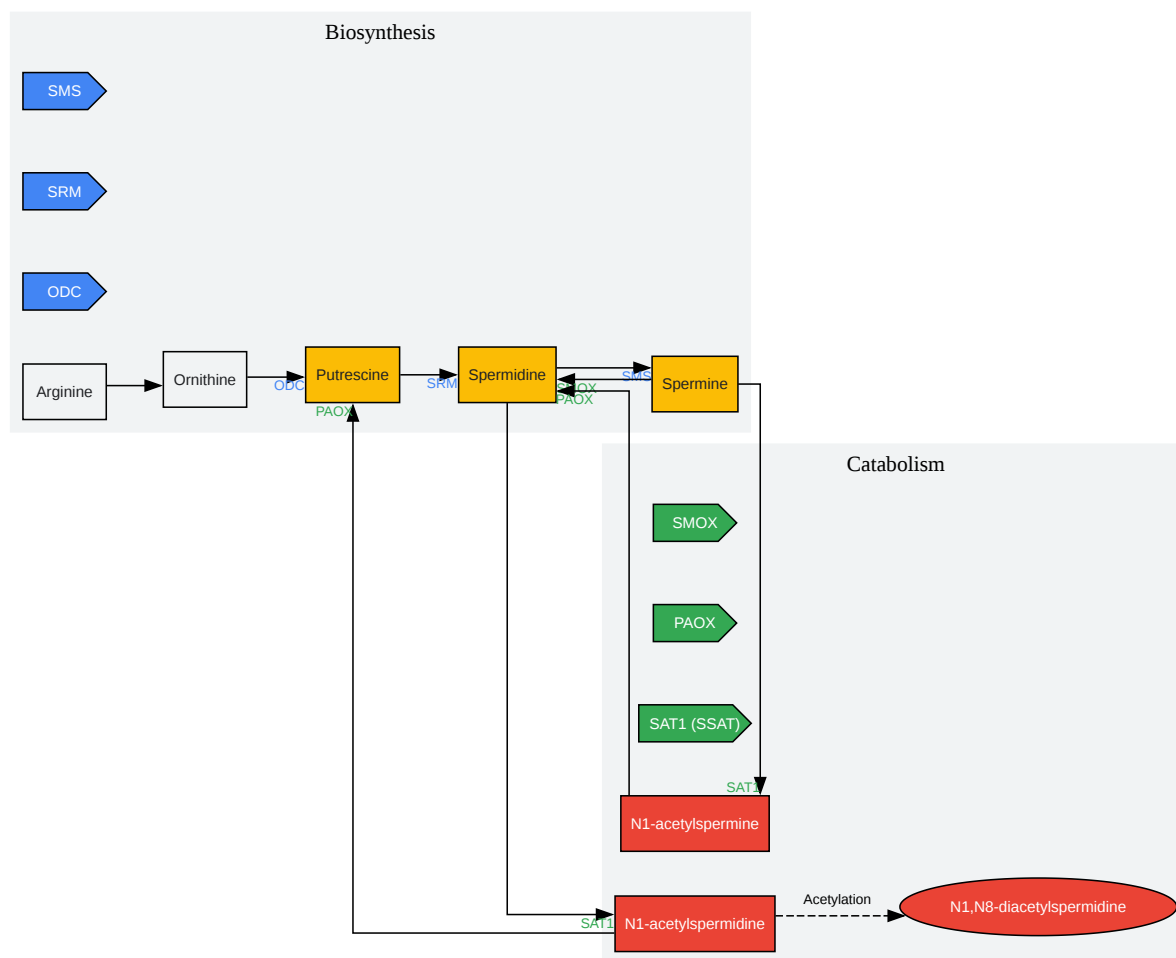 Biosynthesis
SMS
SRM
ODC
Arginine
Ornithine
ODC
Putrescine
PAOX
SRM
Spermidine
SMOX
PAOX
SMS
Spermine
Catabolism
SMOX
PAOX
SAT1 (SSAT)
SAT1
N1-acetylspermine
SAT1
N1-acetylspermidine
Acetylation
N1,N8-diacetylspermidine